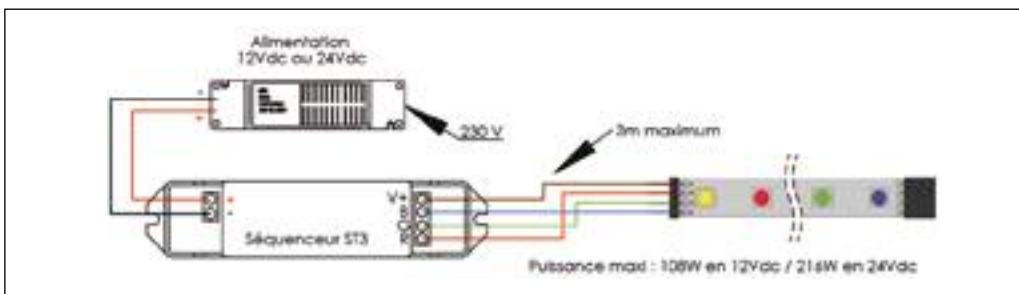 Alimentation
12Vdc ou 24Vdc
-
+
230 V
3m maximum
+
-
V+
B
G
R
Séquenceur ST3
Puissance maxi : 108W en 12Vdc / 216W en 24Vdc